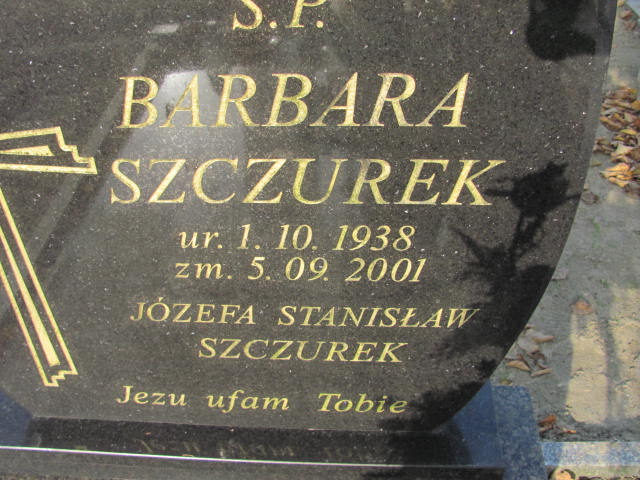 Ś.P.
BARBARA
SZCZUREK
ur. 1. 10. 1938
zm. 5. 09. 2001
JÓZEFA STANISŁAW
SZCZUREK
Jezu ufam Tobie